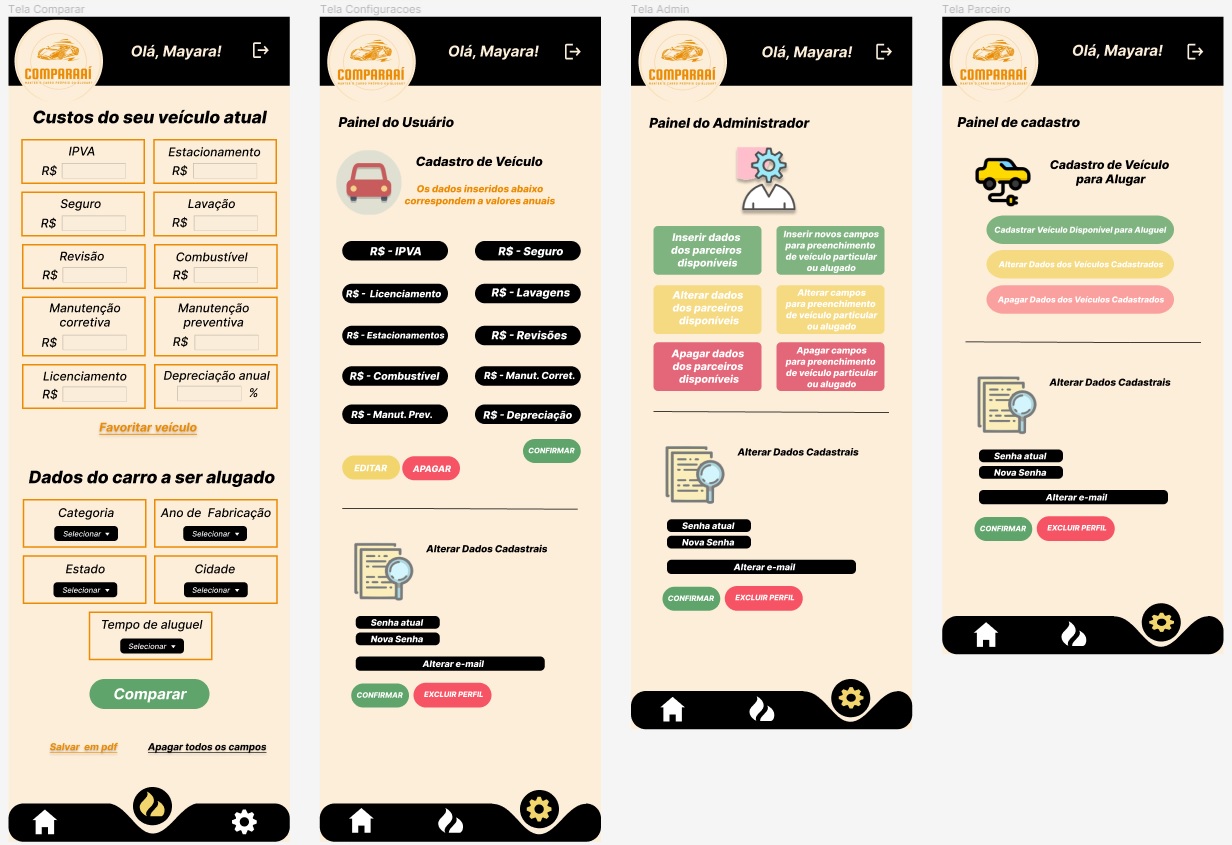 Tela Comparar
COMPARAAÍ
Olá, Mayara!
Custos do seu veículo atual
IPVA
R$
Estacionamento
R$
Seguro
R$
Lavação
R$
Revisão
R$
Combustível
R$
Manutenção
corretiva
R$
Manutenção
preventiva
R$
Licenciamento
R$
Depreciação anual
%
Favoritar veículo
Dados do carro a ser alugado
Categoria
Selecionar
Ano de Fabricação
Selecionar
Estado
Selecionar
Cidade
Selecionar
Tempo de aluguel
Selecionar
Comparar
Salvar em pdf
Apagar todos os campos
Tela Configuracoes
COMPARAAÍ
Olá, Mayara!
Painel do Usuário
Cadastro de Veículo
Os dados inseridos abaixo
correspondem a valores anuais
R$ - IPVA
R$ - Seguro
R$ - Licenciamento
R$ - Lavagens
R$ - Estacionamentos
R$ - Revisões
R$ - Combustível
R$ - Manut. Corret.
R$ - Manut. Prev.
R$ - Depreciação
CONFIRMAR
EDITAR
APAGAR
Alterar Dados Cadastrais
Senha atual
Nova Senha
Alterar e-mail
CONFIRMAR
EXCLUIR PERFIL
Tela Admin
COMPARAAÍ
Olá, Mayara!
Painel do Administrador
Inserir dados
dos parceiros
disponíveis
Inserir novos campos
para preenchimento
de veículo particular
ou alugado
Alterar dados
dos parceiros
disponíveis
Alterar campos
para preenchimento
de veículo particular
ou alugado
Apagar dados
dos parceiros
disponíveis
Apagar campos
para preenchimento
de veículo particular
ou alugado
Alterar Dados Cadastrais
Senha atual
Nova Senha
Alterar e-mail
CONFIRMAR
EXCLUIR PERFIL
Tela Parceiro
COMPARAAÍ
Olá, Mayara!
Painel de cadastro
Cadastro de Veículo
para Alugar
Cadastrar Veículo Disponível para Aluguel
Alterar Dados dos Veículos Cadastrados
Apagar Dados dos Veículos Cadastrados
Alterar Dados Cadastrais
Senha atual
Nova Senha
Alterar e-mail
CONFIRMAR
EXCLUIR PERFIL